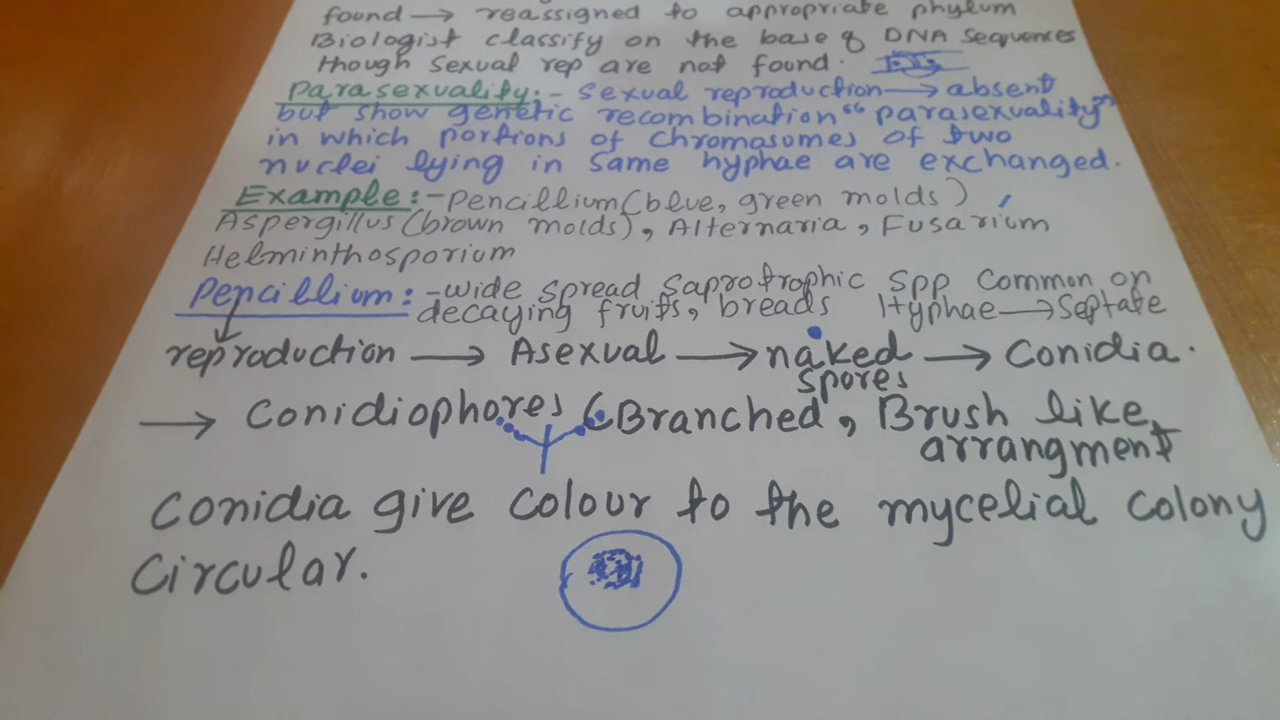 found → reassigned to appropriate phylum
Biologist classify on the base of DNA sequences
though sexual rep are not found.
Parasexuality:- sexual reproduction → absent
but show genetic recombination "parasexuality"
in which portions of chromasomes of two
nuclei lying in same hyphae are exchanged.
Example:- Pencillium (blue, green molds)
Aspergillus (brown molds), Alternaria, Fusarium
Helminthosporium
Pencillium:- wide spread saprotrophic spp common on
decaying fruits, breads Hyphae → Septate
reproduction → Asexual → naked spores → Conidia.
→ Conidiophores (Branched, Brush like arrangment
Conidia give colour to the mycelial colony
Circular.